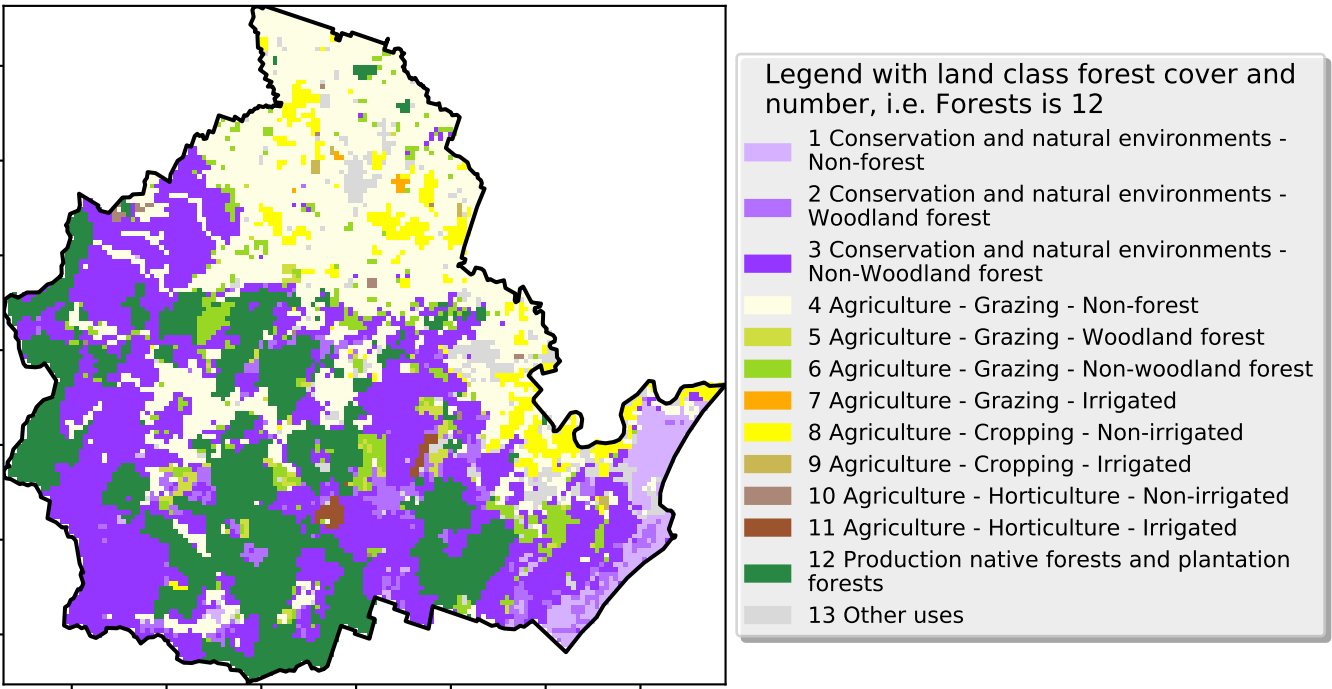 Legend with land class forest cover and
number, i.e. Forests is 12
1 Conservation and natural environments -
Non-forest
2 Conservation and natural environments -
Woodland forest
3 Conservation and natural environments -
Non-Woodland forest
4 Agriculture - Grazing - Non-forest
5 Agriculture - Grazing - Woodland forest
6 Agriculture - Grazing - Non-woodland forest
7 Agriculture - Grazing - Irrigated
8 Agriculture - Cropping - Non-irrigated
9 Agriculture - Cropping - Irrigated
10 Agriculture - Horticulture - Non-irrigated
11 Agriculture - Horticulture - Irrigated
12 Production native forests and plantation
forests
13 Other uses